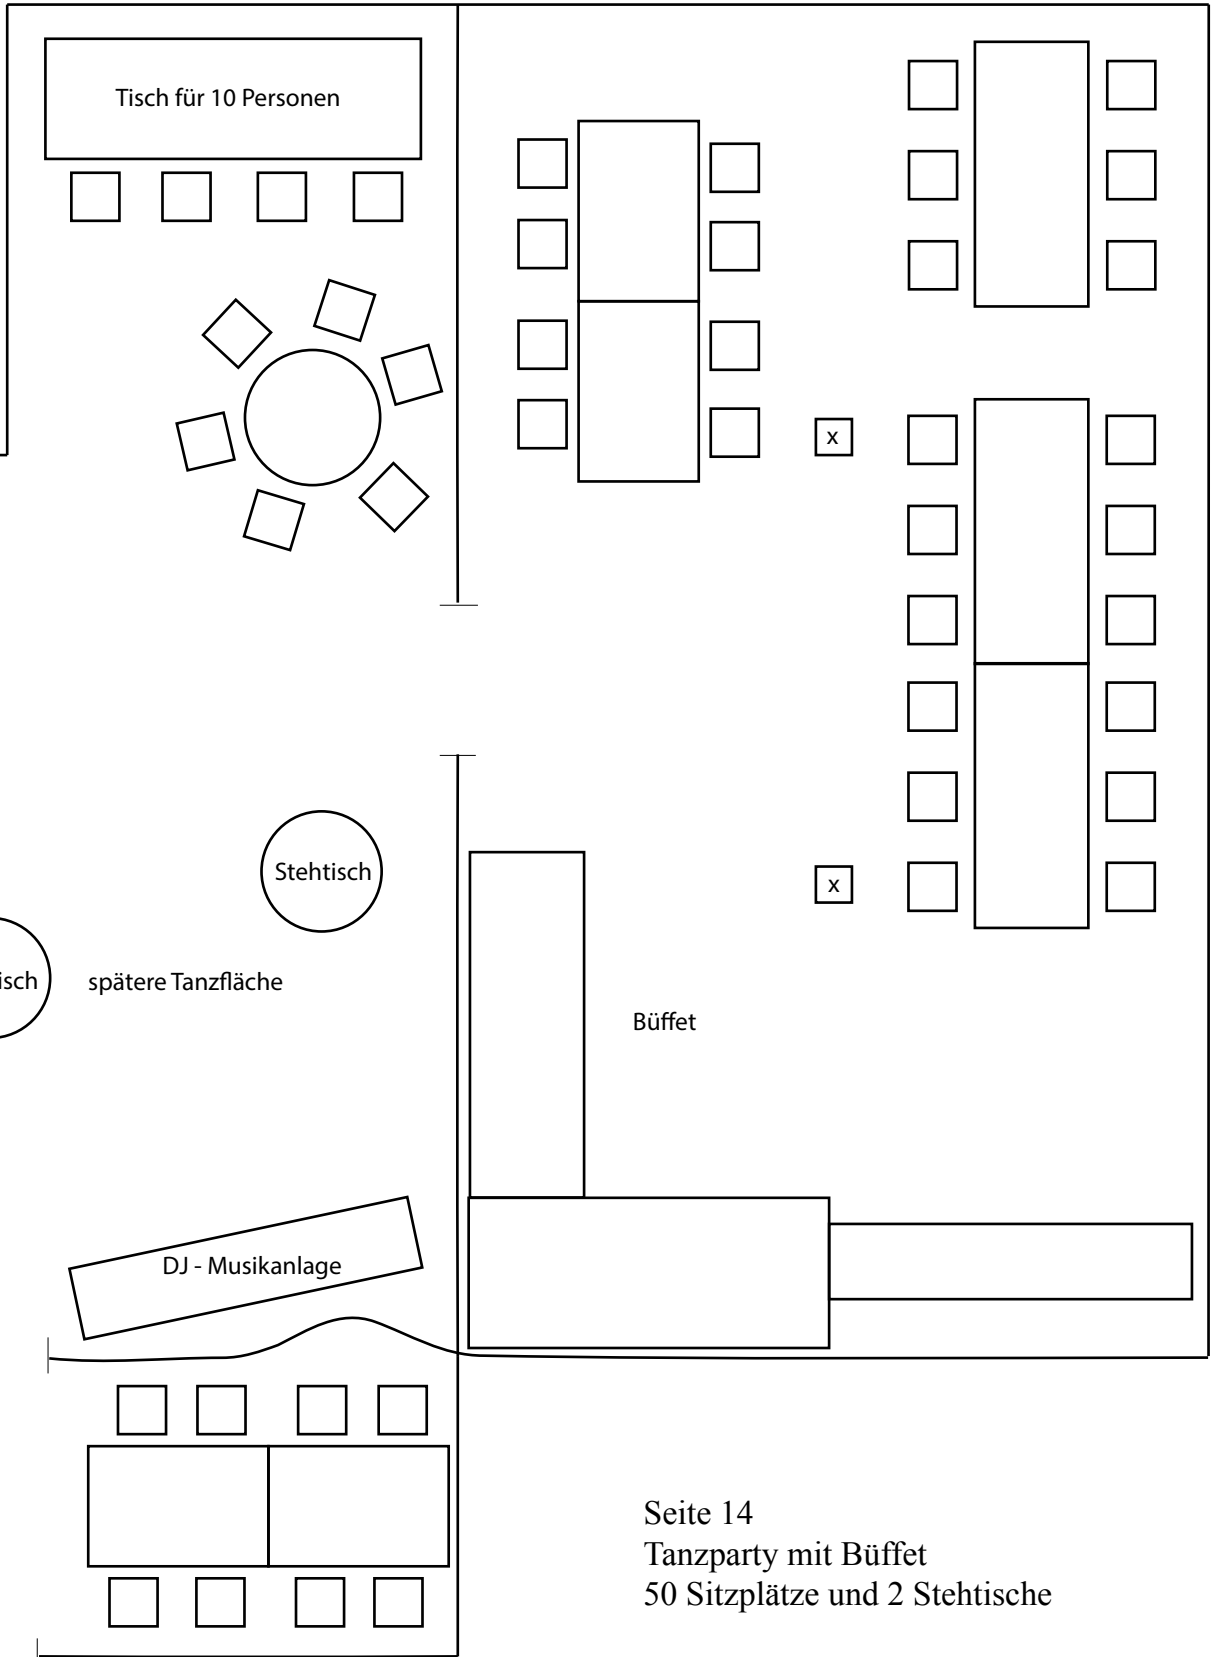 Tisch für 10 Personen
x
Stehtisch
x
isch
spätere Tanzfläche
Büffet
DJ - Musikanlage
Seite 14
Tanzparty mit Büffet
50 Sitzplätze und 2 Stehtische